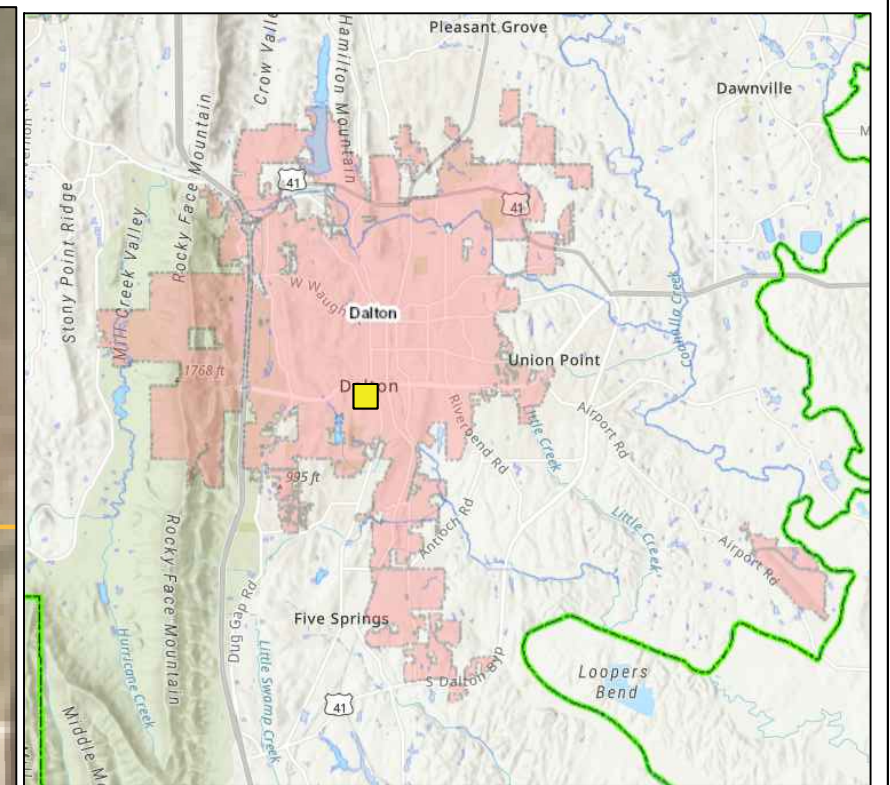 Pleasant Grove
Dawnville
Crow Valle
Hamilton Mountain
Rocky Face Mountain
Stony Point Ridge
Mill Creek Valley
41
41
W Waugh
Dalton
Coahulla Creek
Union Point
1768 ft
Dalton
Riverbend Rd
Little Creek
Airport Rd
995 ft
Antioch Rd
Little Creek
Airport Rd
Rocky Face Mountain
Dug Gap Rd
Five Springs
Hurricane Creek
Little Swamp Creek
S Dalton Byp
Loopers
Bend
41
Middle M